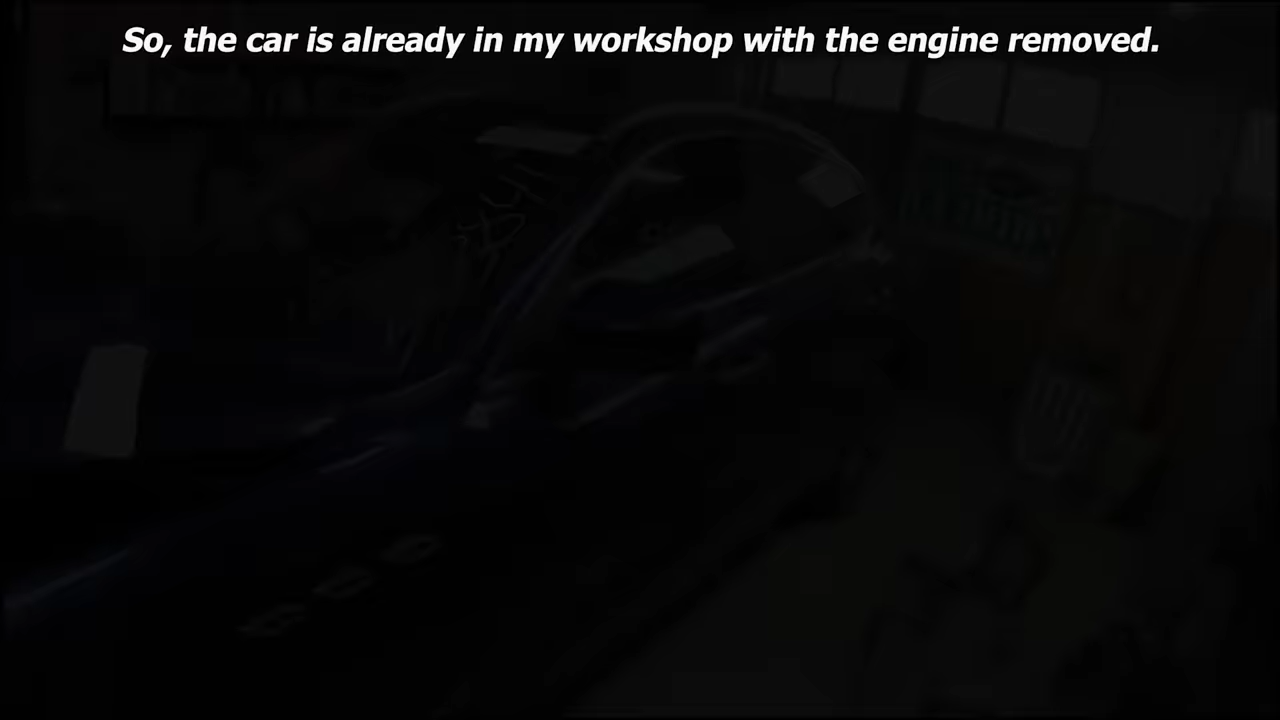 So, the car is already in my workshop with the engine removed.